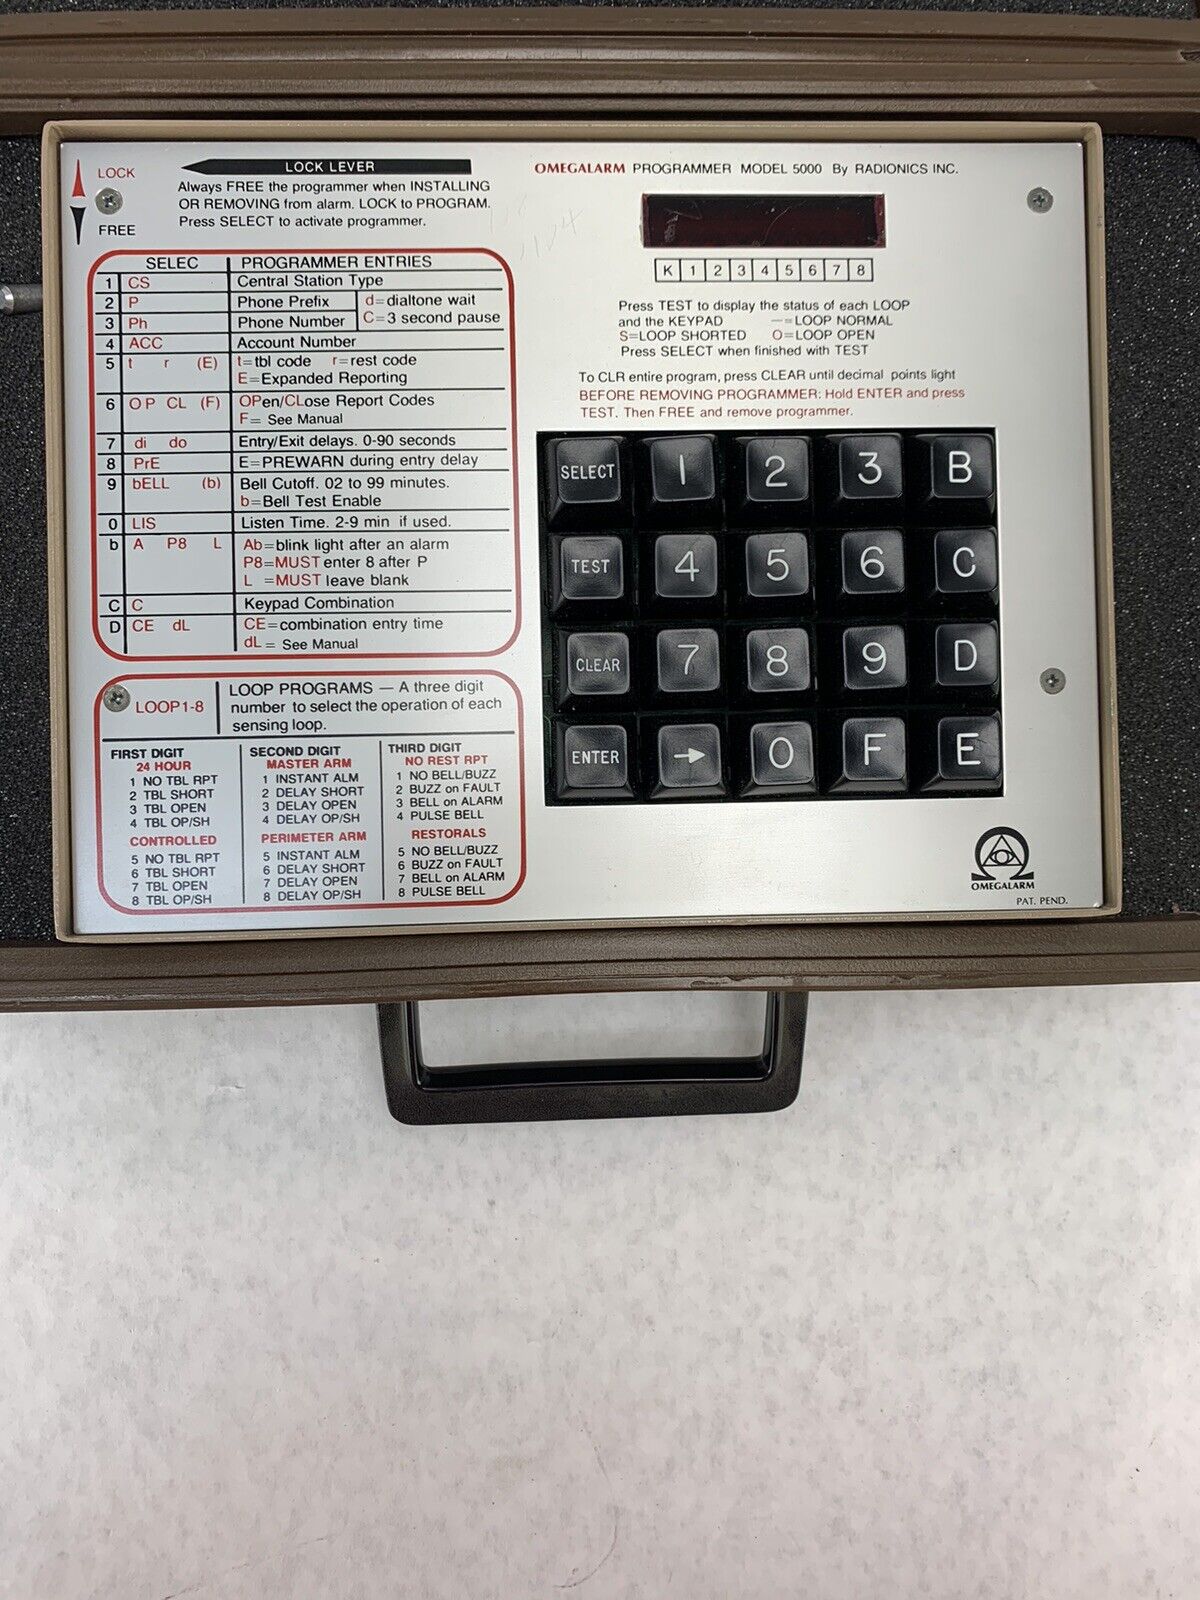 LOCK
FREE
LOCK LEVER
Always FREE the programmer when INSTALLING
OR REMOVING from alarm. LOCK to PROGRAM.
Press SELECT to activate programmer.
SELEC PROGRAMMER ENTRIES
1 CS Central Station Type
2 P Phone Prefix d=dialtone wait
3 Ph Phone Number C=3 second pause
4 ACC Account Number
5 t r (E) t=tbl code r=rest code
E=Expanded Reporting
6 OP CL (F) OPen/CLose Report Codes
F= See Manual
7 di do Entry/Exit delays. 0-90 seconds
8 PrE E=PREWARN during entry delay
9 bELL (b) Bell Cutoff. 02 to 99 minutes.
b=Bell Test Enable
0 LIS Listen Time. 2-9 min if used.
b A P8 L Ab=blink light after an alarm
P8=MUST enter 8 after P
L =MUST leave blank
C C Keypad Combination
D CE dL CE=combination entry time
dL= See Manual
LOOP1-8 LOOP PROGRAMS — A three digit
number to select the operation of each
sensing loop.
FIRST DIGIT
24 HOUR
1 NO TBL RPT
2 TBL SHORT
3 TBL OPEN
4 TBL OP/SH
CONTROLLED
5 NO TBL RPT
6 TBL SHORT
7 TBL OPEN
8 TBL OP/SH
SECOND DIGIT
MASTER ARM
1 INSTANT ALM
2 DELAY SHORT
3 DELAY OPEN
4 DELAY OP/SH
PERIMETER ARM
5 INSTANT ALM
6 DELAY SHORT
7 DELAY OPEN
8 DELAY OP/SH
THIRD DIGIT
NO REST RPT
1 NO BELL/BUZZ
2 BUZZ on FAULT
3 BELL on ALARM
4 PULSE BELL
RESTORALS
5 NO BELL/BUZZ
6 BUZZ on FAULT
7 BELL on ALARM
8 PULSE BELL
OMEGALARM PROGRAMMER MODEL 5000 By RADIONICS INC.
K 1 2 3 4 5 6 7 8
Press TEST to display the status of each LOOP
and the KEYPAD —=LOOP NORMAL
S=LOOP SHORTED O=LOOP OPEN
Press SELECT when finished with TEST
To CLR entire program, press CLEAR until decimal points light
BEFORE REMOVING PROGRAMMER: Hold ENTER and press
TEST. Then FREE and remove programmer.
SELECT 1 2 3 B
TEST 4 5 6 C
CLEAR 7 8 9 D
ENTER → 0 F E
OMEGALARM
PAT. PEND.